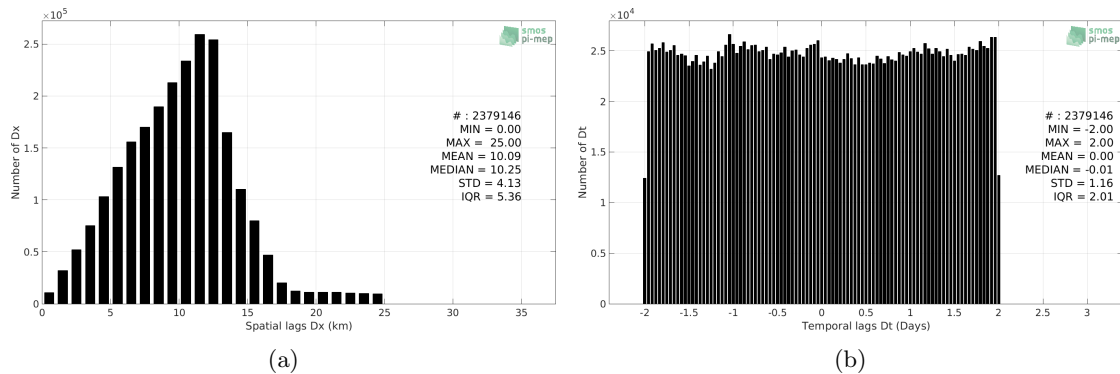 ×10⁵
2.5
2
1.5
1
0.5
0
0 5 10 15 20 25 30 35
Number of Dx
Spatial lags Dx (km)
smos
pi-mep
# : 2379146
MIN = 0.00
MAX = 25.00
MEAN = 10.09
MEDIAN = 10.25
STD = 4.13
IQR = 5.36
(a)
×10⁴
2.5
2
1.5
1
0.5
0
-2 -1.5 -1 -0.5 0 0.5 1 1.5 2 2.5 3
Number of Dt
Temporal lags Dt (Days)
smos
pi-mep
# : 2379146
MIN = -2.00
MAX = 2.00
MEAN = 0.00
MEDIAN = -0.01
STD = 1.16
IQR = 2.01
(b)